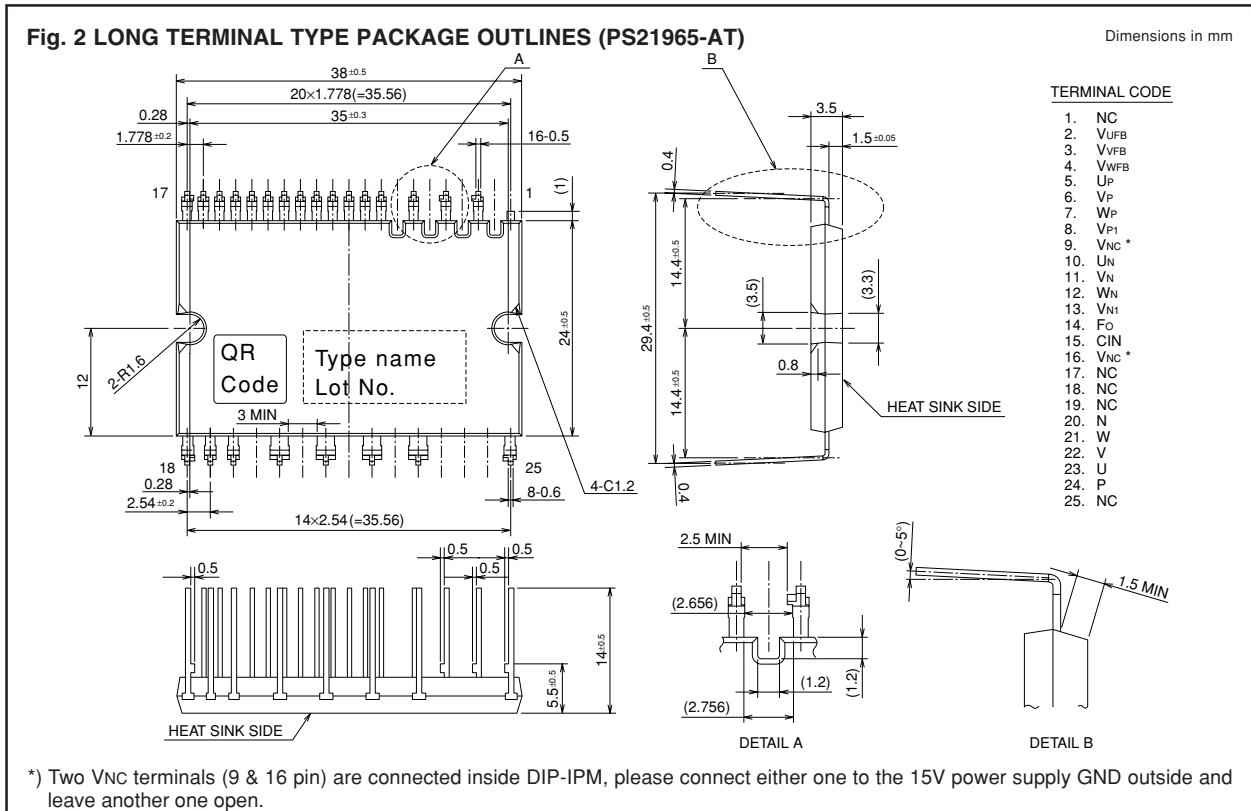 Fig. 2 LONG TERMINAL TYPE PACKAGE OUTLINES (PS21965-AT)
Dimensions in mm
A
38±0.5
20×1.778(=35.56)
35±0.3
0.28
1.778±0.2
16-0.5
17
1
(1)
2-R1.6
12
24±0.5
QR
Code
Type name
Lot No.
3 MIN
18
25
0.28
2.54±0.2
4-C1.2
8-0.6
14×2.54(=35.56)
B
3.5
1.5±0.05
0.4
29.4±0.5
14.4±0.5
14.4±0.5
(3.5)
(3.3)
0.8
HEAT SINK SIDE
0.4
TERMINAL CODE
1. NC
2. VUFB
3. VVFB
4. VWFB
5. UP
6. VP
7. WP
8. VP1
9. VNC *
10. UN
11. VN
12. WN
13. VN1
14. FO
15. CIN
16. VNC *
17. NC
18. NC
19. NC
20. N
21. W
22. V
23. U
24. P
25. NC
0.5
0.5
0.5
0.5
14±0.5
5.5±0.5
HEAT SINK SIDE
2.5 MIN
(2.656)
(1.2)
(1.2)
(2.756)
DETAIL A
(0~5°)
1.5 MIN
DETAIL B
*) Two VNC terminals (9 & 16 pin) are connected inside DIP-IPM, please connect either one to the 15V power supply GND outside and
leave another one open.